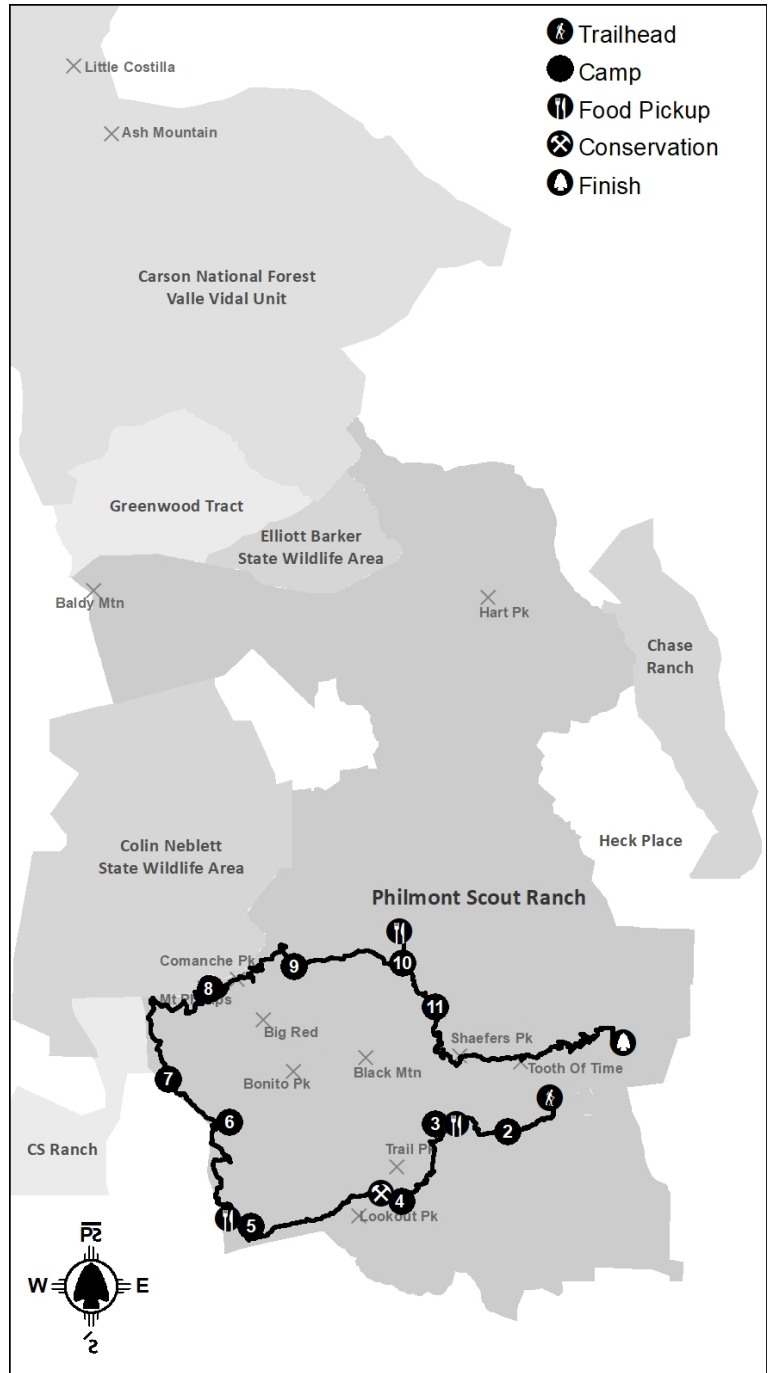 Trailhead
Camp
Food Pickup
Conservation
Finish
Little Costilla
Ash Mountain
Carson National Forest
Valle Vidal Unit
Greenwood Tract
Elliott Barker
State Wildlife Area
Baldy Mtn
Hart Pk
Chase
Ranch
Colin Neblett
State Wildlife Area
Heck Place
Philmont Scout Ranch
Comanche Pk
10
9
8
11
Big Red
Shaefers Pk
Black Mtn
Tooth Of Time
Bonito Pk
7
6
3
2
CS Ranch
Trail Pk
4
Lookout Pk
5
W
E